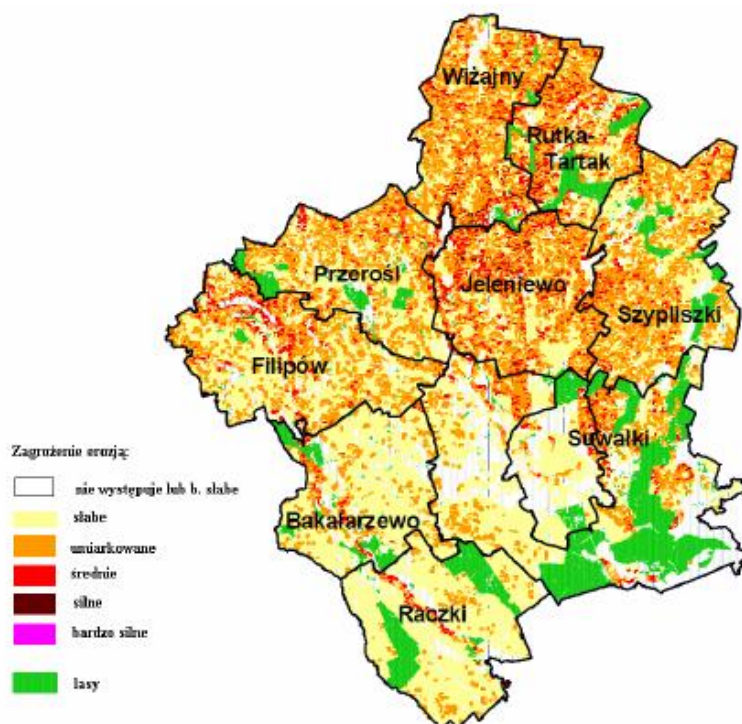 Wiżajny
Rutka-
Tartak
Przerośl
Jeleniewo
Szypliszki
Filipów
Suwałki
Bakałarzewo
Raczki
Zagrożenie erozją:
nie występuje lub b. słabe
słabe
umiarkowane
średnie
silne
bardzo silne
lasy